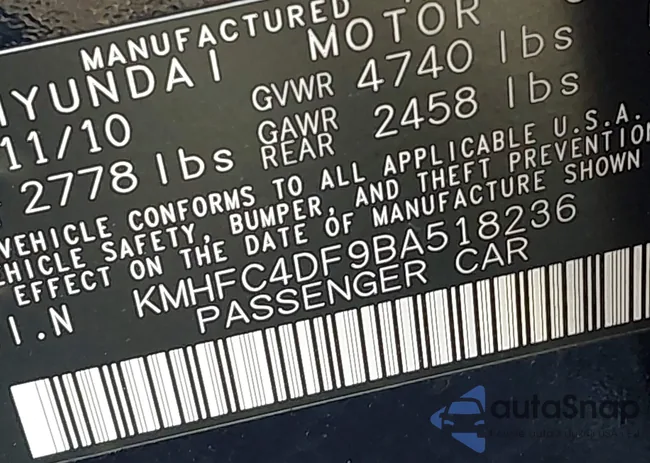 MANUFACTURED
HYUNDAI MOTOR
11/10 GVWR 4740 lbs
2778 lbs GAWR REAR 2458 lbs
VEHICLE CONFORMS TO ALL APPLICABLE U.S.A.
VEHICLE SAFETY, BUMPER, AND THEFT PREVENTION
EFFECT ON THE DATE OF MANUFACTURE SHOWN
I.N KMHFC4DF9BA518236
PASSENGER CAR
autoSnap